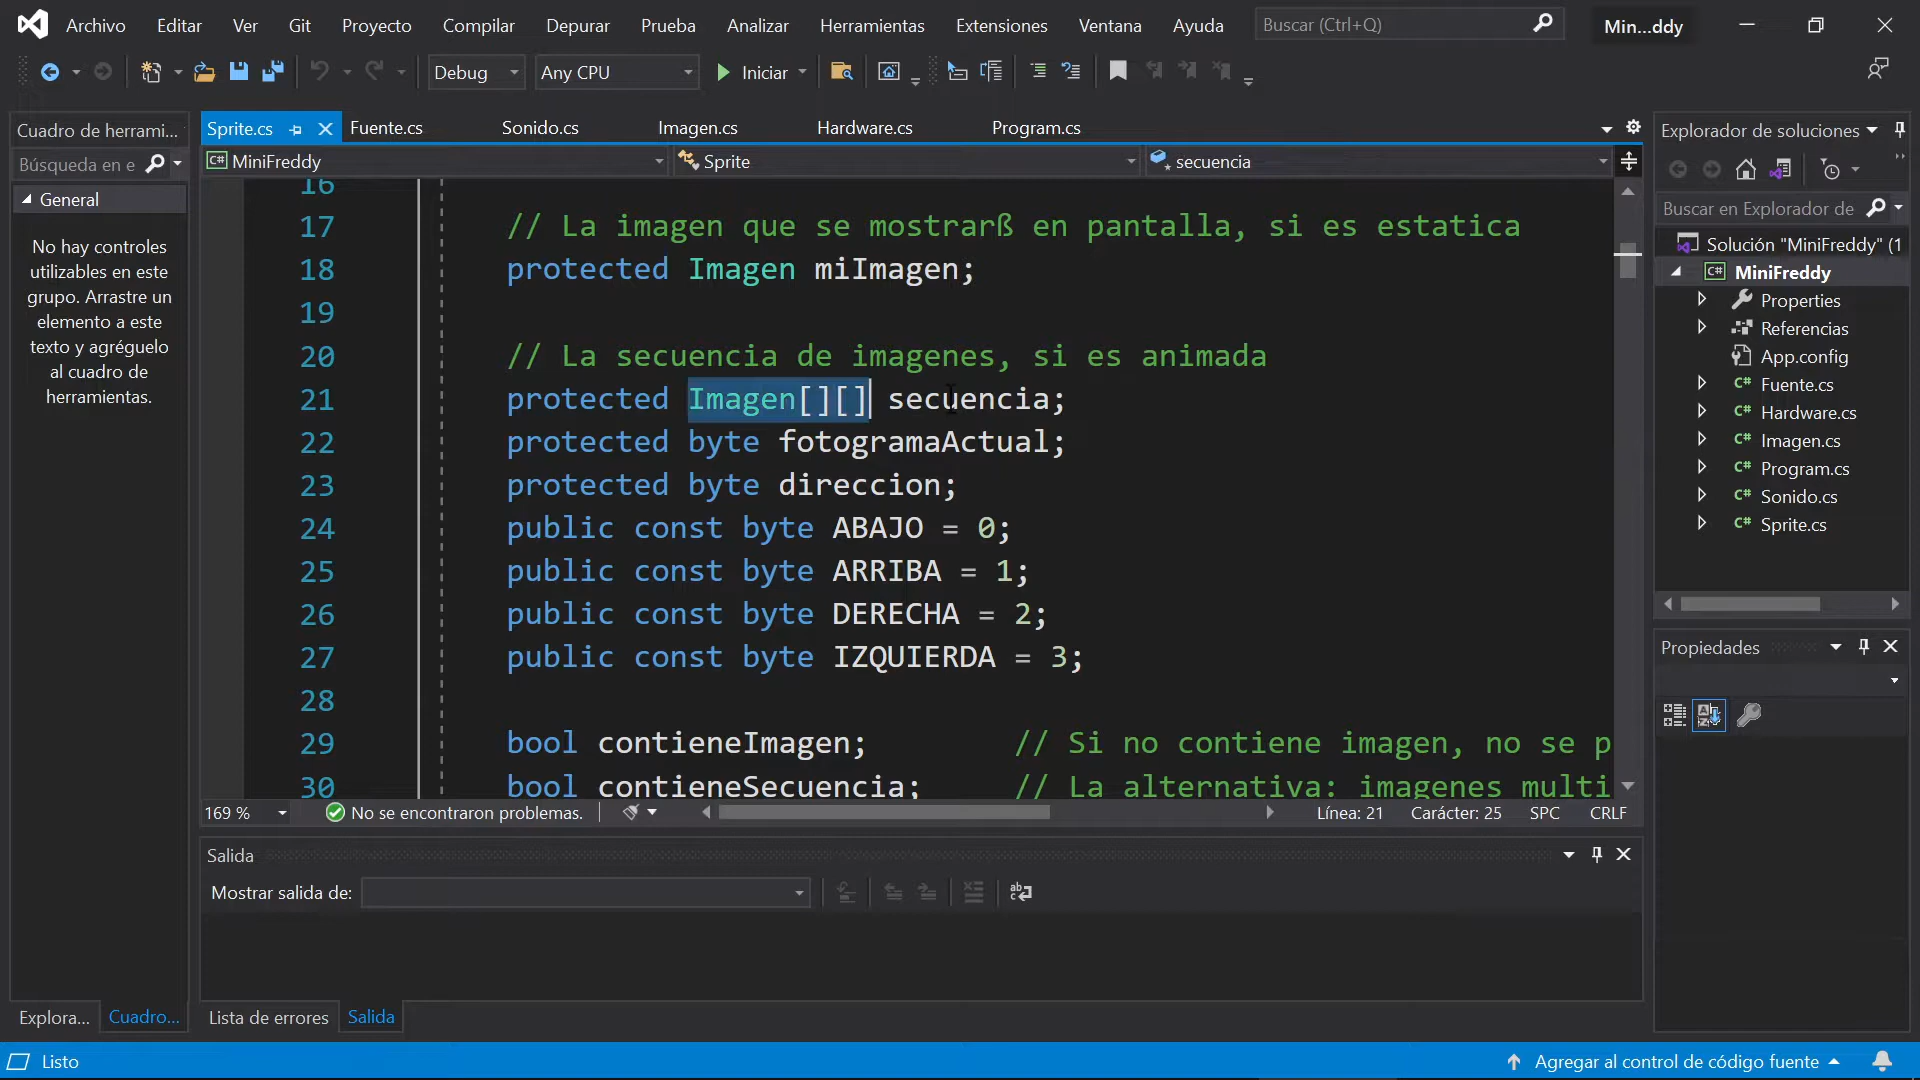 Archivo Editar Ver Git Proyecto Compilar Depurar Prueba Analizar Herramientas Extensiones Ventana Ayuda Buscar (Ctrl+Q) Min...ddy
Debug Any CPU Iniciar
Cuadro de herrami...
Búsqueda en e
General
No hay controles
utilizables en este
grupo. Arrastre un
elemento a este
texto y agréguelo
al cuadro de
herramientas.
Sprite.cs Fuente.cs Sonido.cs Imagen.cs Hardware.cs Program.cs
C# MiniFreddy Sprite secuencia
16
17 // La imagen que se mostrarß en pantalla, si es estatica
18 protected Imagen miImagen;
19
20 // La secuencia de imagenes, si es animada
21 protected Imagen[][] secuencia;
22 protected byte fotogramaActual;
23 protected byte direccion;
24 public const byte ABAJO = 0;
25 public const byte ARRIBA = 1;
26 public const byte DERECHA = 2;
27 public const byte IZQUIERDA = 3;
28
29 bool contieneImagen; // Si no contiene imagen, no se p
30 bool contieneSecuencia; // La alternativa: imagenes multi
169 % No se encontraron problemas. Línea: 21 Carácter: 25 SPC CRLF
Salida
Mostrar salida de:
Explora... Cuadro... Lista de errores Salida
Explorador de soluciones
Buscar en Explorador de
Solución "MiniFreddy" (1
C# MiniFreddy
Properties
Referencias
App.config
C# Fuente.cs
C# Hardware.cs
C# Imagen.cs
C# Program.cs
C# Sonido.cs
C# Sprite.cs
Propiedades
Listo Agregar al control de código fuente